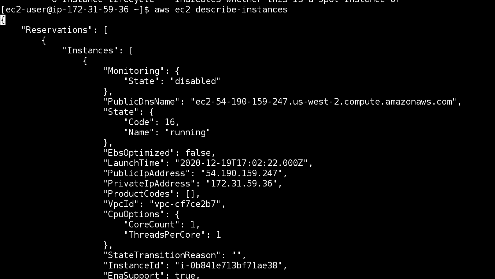 [ec2-user@ip-172-31-59-36 ~]$ aws ec2 describe-instances
{
    "Reservations": [
        {
            "Instances": [
                {
                    "Monitoring": {
                        "State": "disabled"
                    },
                    "PublicDnsName": "ec2-54-190-159-247.us-west-2.compute.amazonaws.com",
                    "State": {
                        "Code": 16,
                        "Name": "running"
                    },
                    "EbsOptimized": false,
                    "LaunchTime": "2020-12-19T17:02:22.000Z",
                    "PublicIpAddress": "54.190.159.247",
                    "PrivateIpAddress": "172.31.59.36",
                    "ProductCodes": [],
                    "VpcId": "vpc-cf7ce2b7",
                    "CpuOptions": {
                        "CoreCount": 1,
                        "ThreadsPerCore": 1
                    },
                    "StateTransitionReason": "",
                    "InstanceId": "i-0b841e713bf71ae38",
                    "EnaSupport": true,